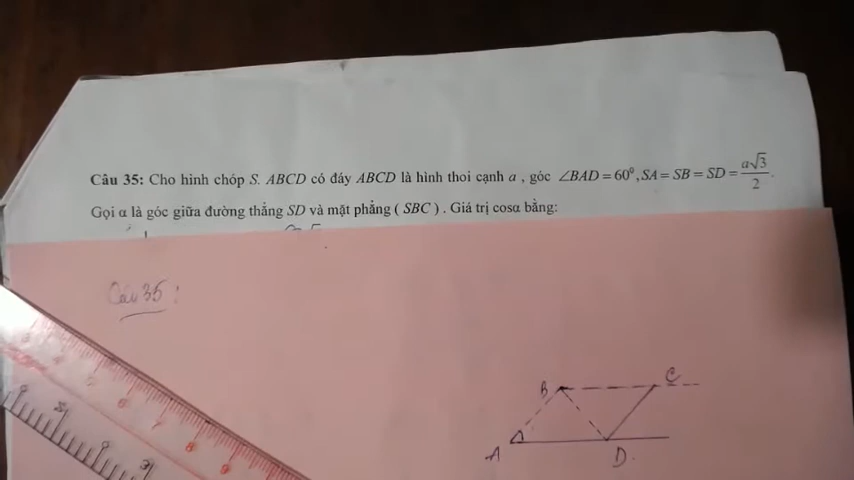 Câu 35: Cho hình chóp S. ABCD có đáy ABCD là hình thoi cạnh a , góc ∠BAD = 60⁰, SA = SB = SD = a√3/2.
Gọi α là góc giữa đường thẳng SD và mặt phẳng ( SBC ) . Giá trị cosα bằng:
Câu 35 :
B
C
A
D